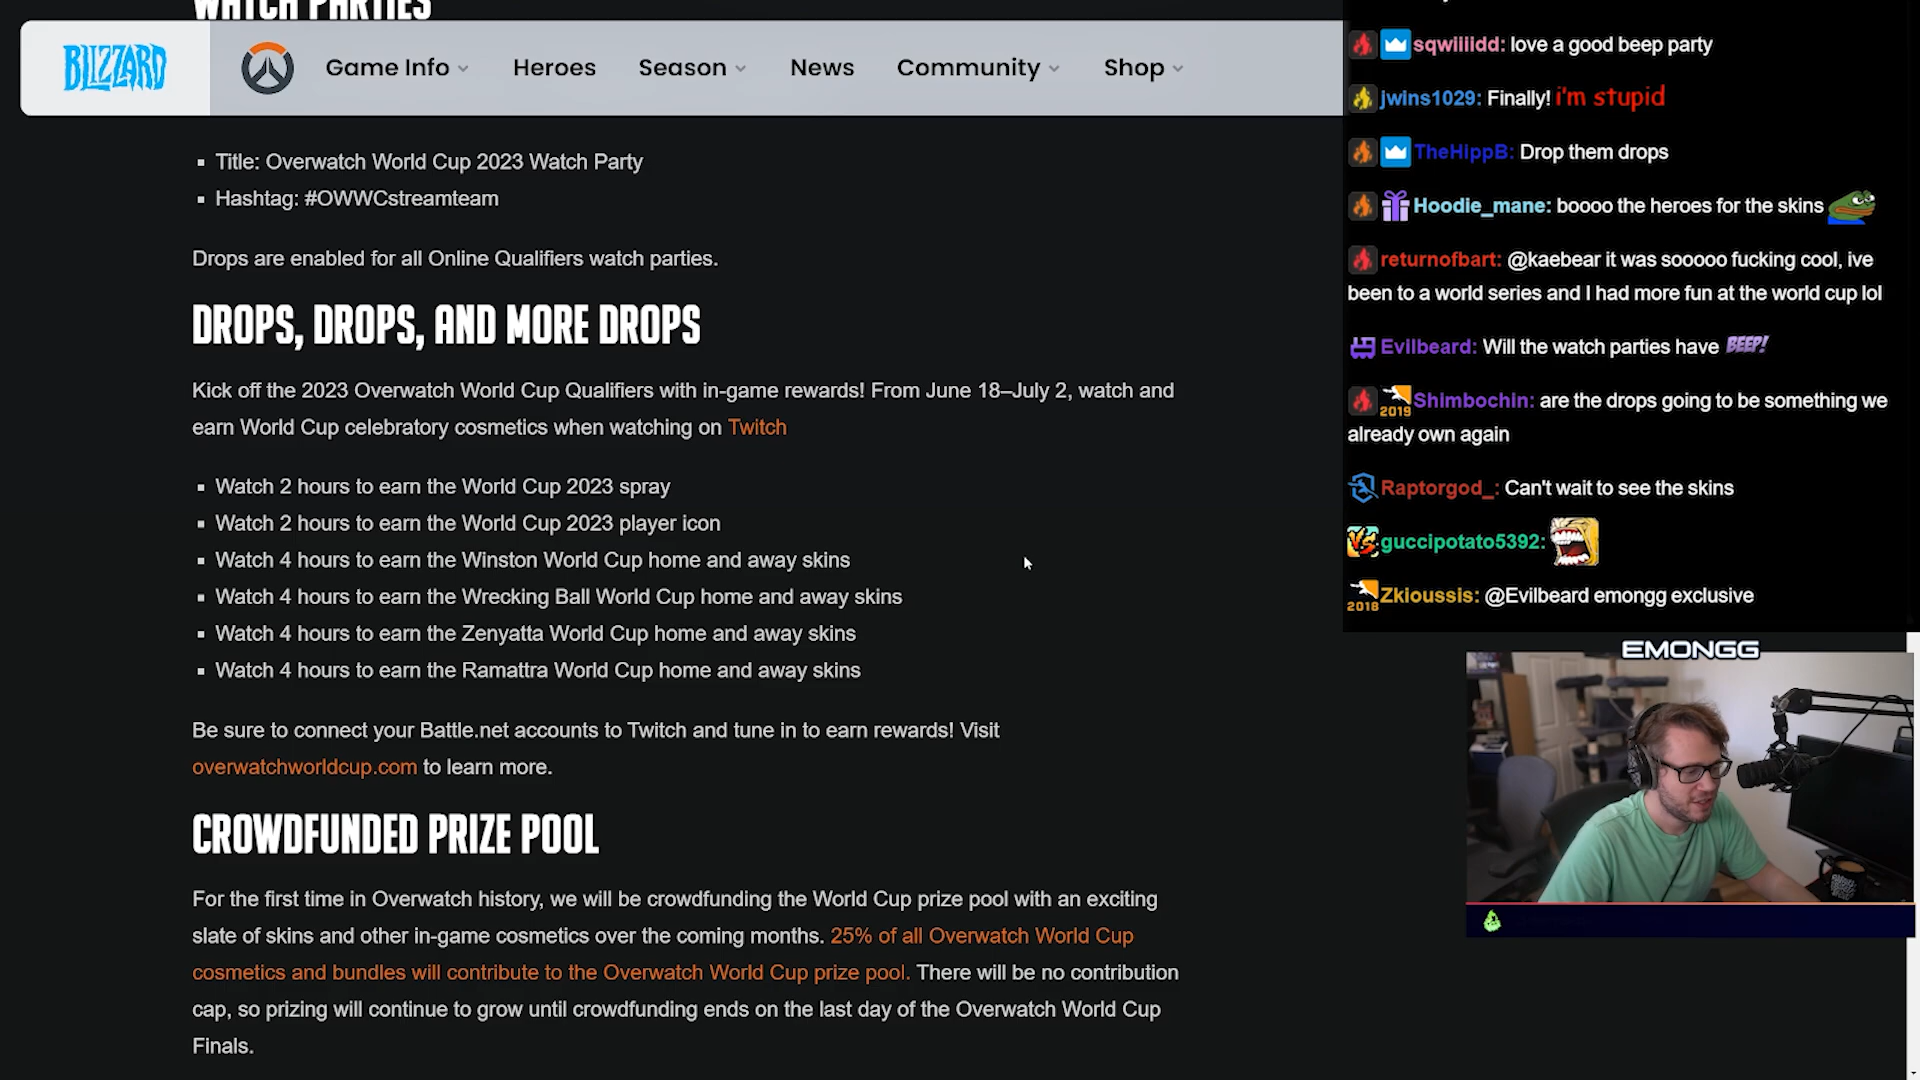 WATCH PARTIES
BLIZZARD
Game Info
Heroes
Season
News
Community
Shop
Title: Overwatch World Cup 2023 Watch Party
Hashtag: #OWWCstreamteam
Drops are enabled for all Online Qualifiers watch parties.
DROPS, DROPS, AND MORE DROPS
Kick off the 2023 Overwatch World Cup Qualifiers with in-game rewards! From June 18–July 2, watch and
earn World Cup celebratory cosmetics when watching on Twitch
Watch 2 hours to earn the World Cup 2023 spray
Watch 2 hours to earn the World Cup 2023 player icon
Watch 4 hours to earn the Winston World Cup home and away skins
Watch 4 hours to earn the Wrecking Ball World Cup home and away skins
Watch 4 hours to earn the Zenyatta World Cup home and away skins
Watch 4 hours to earn the Ramattra World Cup home and away skins
Be sure to connect your Battle.net accounts to Twitch and tune in to earn rewards! Visit
overwatchworldcup.com to learn more.
CROWDFUNDED PRIZE POOL
For the first time in Overwatch history, we will be crowdfunding the World Cup prize pool with an exciting
slate of skins and other in-game cosmetics over the coming months. 25% of all Overwatch World Cup
cosmetics and bundles will contribute to the Overwatch World Cup prize pool. There will be no contribution
cap, so prizing will continue to grow until crowdfunding ends on the last day of the Overwatch World Cup
Finals.
sqwiiiidd: love a good beep party
jwins1029: Finally! i'm stupid
TheHippB: Drop them drops
Hoodie_mane: boooo the heroes for the skins
returnofbart: @kaebear it was sooooo fucking cool, ive
been to a world series and I had more fun at the world cup lol
Evilbeard: Will the watch parties have BEEP!
2019 Shimbochin: are the drops going to be something we
already own again
Raptorgod_: Can't wait to see the skins
VS guccipotato5392:
2018 Zkioussis: @Evilbeard emongg exclusive
EMONGG